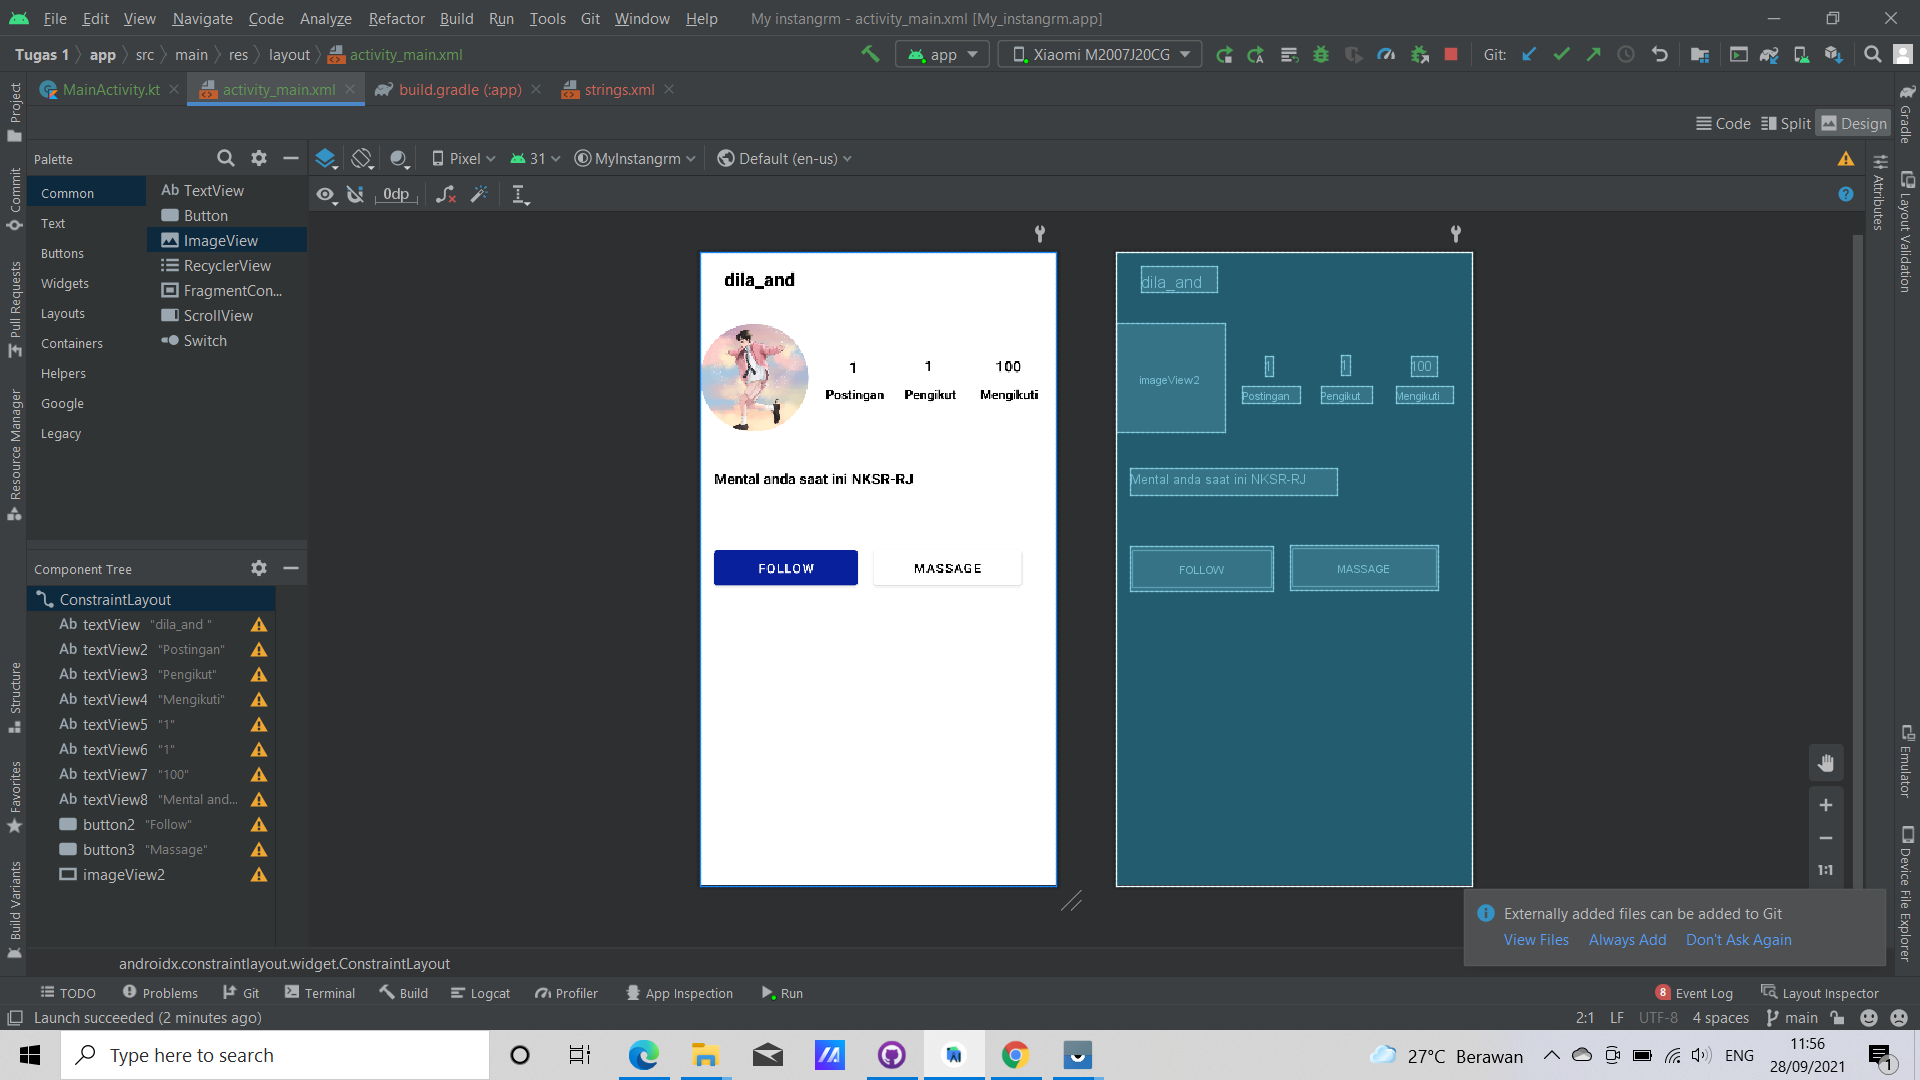 File Edit View Navigate Code Analyze Refactor Build Run Tools Git Window Help My instangrm - activity_main.xml [My_instangrm.app]
Tugas 1 app src main res layout activity_main.xml app Xiaomi M2007J20CG Git:
MainActivity.kt activity_main.xml build.gradle (:app) strings.xml
Code Split Design
Palette
Pixel 31 MyInstangrm Default (en-us)
0dp
Common
Text
Buttons
Widgets
Layouts
Containers
Helpers
Google
Legacy
Ab TextView
Button
ImageView
RecyclerView
FragmentCon...
ScrollView
Switch
dila_and
1 1 100
Postingan Pengikut Mengikuti
Mental anda saat ini NKSR-RJ
FOLLOW MASSAGE
dila_and
imageView2
1 1 100
Postingan Pengikut Mengikuti
Mental anda saat ini NKSR-RJ
FOLLOW MASSAGE
Component Tree
ConstraintLayout
Ab textView "dila_and "
Ab textView2 "Postingan"
Ab textView3 "Pengikut"
Ab textView4 "Mengikuti"
Ab textView5 "1"
Ab textView6 "1"
Ab textView7 "100"
Ab textView8 "Mental and...
button2 "Follow"
button3 "Massage"
imageView2
Project
Commit
Pull Requests
Resource Manager
Structure
Favorites
Build Variants
Gradle
Attributes
Layout Validation
Emulator
Device File Explorer
1:1
Externally added files can be added to Git
View Files Always Add Don't Ask Again
androidx.constraintlayout.widget.ConstraintLayout
TODO Problems Git Terminal Build Logcat Profiler App Inspection Run 8 Event Log Layout Inspector
Launch succeeded (2 minutes ago) 2:1 LF UTF-8 4 spaces main
Type here to search 27°C Berawan ENG 11:56
28/09/2021 1